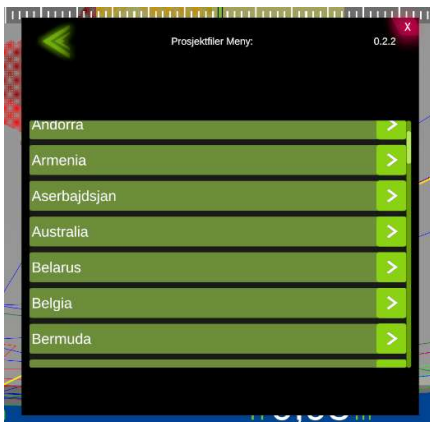 X
Prosjektfiler Meny:
0.2.2
Andorra
Armenia
Aserbajdsjan
Australia
Belarus
Belgia
Bermuda